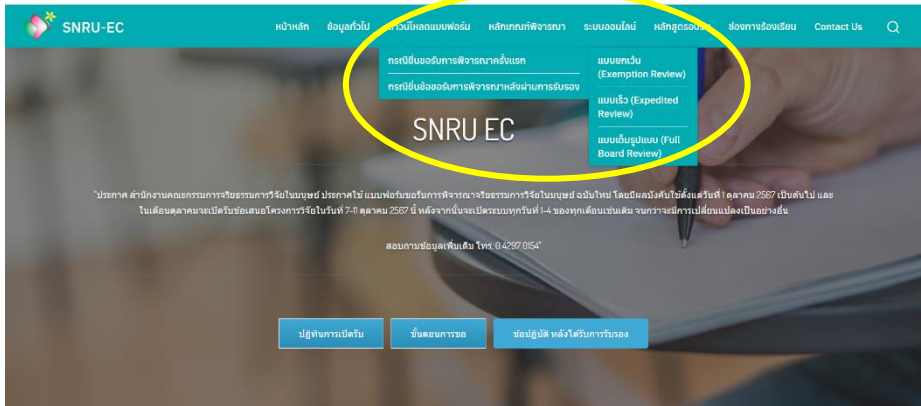 SNRU-EC
หน้าหลัก ข้อมูลทั่วไป ดาวน์โหลดแบบฟอร์ม หลักเกณฑ์พิจารณา ระบบออนไลน์ หลักสูตรอบรม ช่องทางร้องเรียน Contact Us
กรณียื่นขอรับการพิจารณาครั้งแรก
กรณียื่นข้อขอรับการพิจารณาหลังผ่านการรับรอง
แบบยกเว้น
(Exemption Review)
แบบเร็ว (Expedited
Review)
แบบเต็มรูปแบบ (Full
Board Review)
SNRU EC
"ประกาศ สำนักงานคณะกรรมการจริยธรรมการวิจัยในมนุษย์ ประกาศใช้ แบบฟอร์มขอรับการพิจารณาจริยธรรมการวิจัยในมนุษย์ ฉบับใหม่ โดยมีผลบังคับใช้ตั้งแต่วันที่ 1 ตุลาคม 2567 เป็นต้นไป และ
ในเดือนตุลาคมจะเปิดรับข้อเสนอโครงการวิจัยในวันที่ 7-11 ตุลาคม 2567 นี้ หลังจากนั้นจะเปิดระบบทุกวันที่ 1-4 ของทุกเดือนเช่นเดิม จนกว่าจะมีการเปลี่ยนแปลงเป็นอย่างอื่น
สอบถามข้อมูลเพิ่มเติม โทร. 0 4297 0154"
ปฏิทินการเปิดรับ
ขั้นตอนการขอ
ข้อปฏิบัติ หลังได้รับการรับรอง